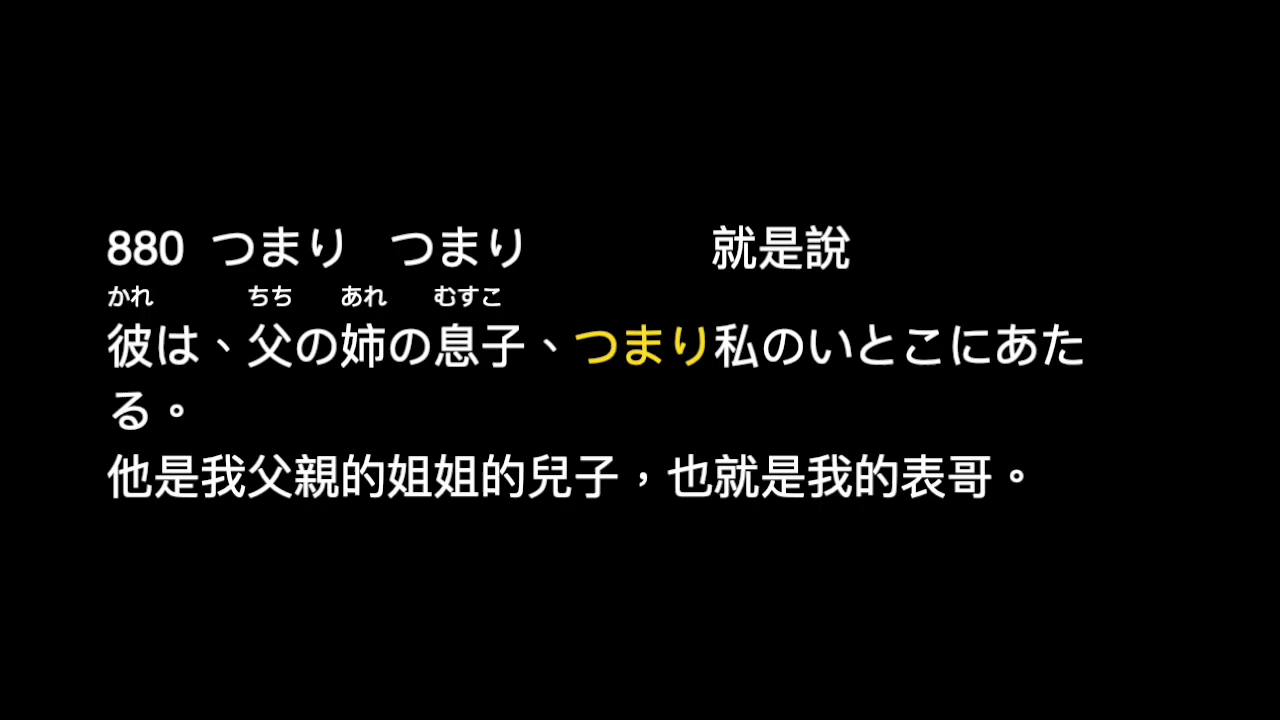 880 つまり つまり 就是說
かれ ちち あれ むすこ
彼は、父の姉の息子、つまり私のいとこにあた
る。
他是我父親的姐姐的兒子，也就是我的表哥。